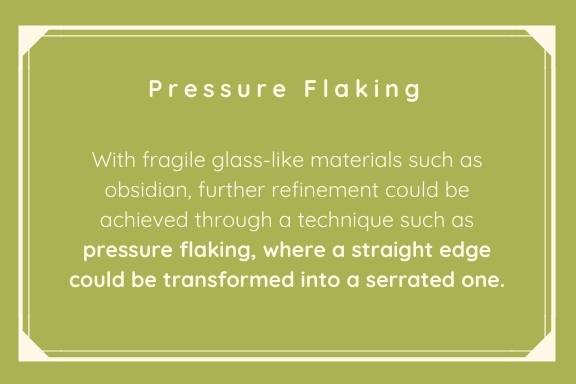 Pressure Flaking
With fragile glass-like materials such as
obsidian, further refinement could be
achieved through a technique such as
pressure flaking, where a straight edge
could be transformed into a serrated one.